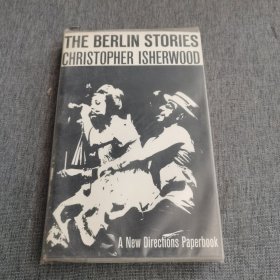 THE BERLIN STORIES
CHRISTOPHER ISHERWOOD
A New Directions Paperbook